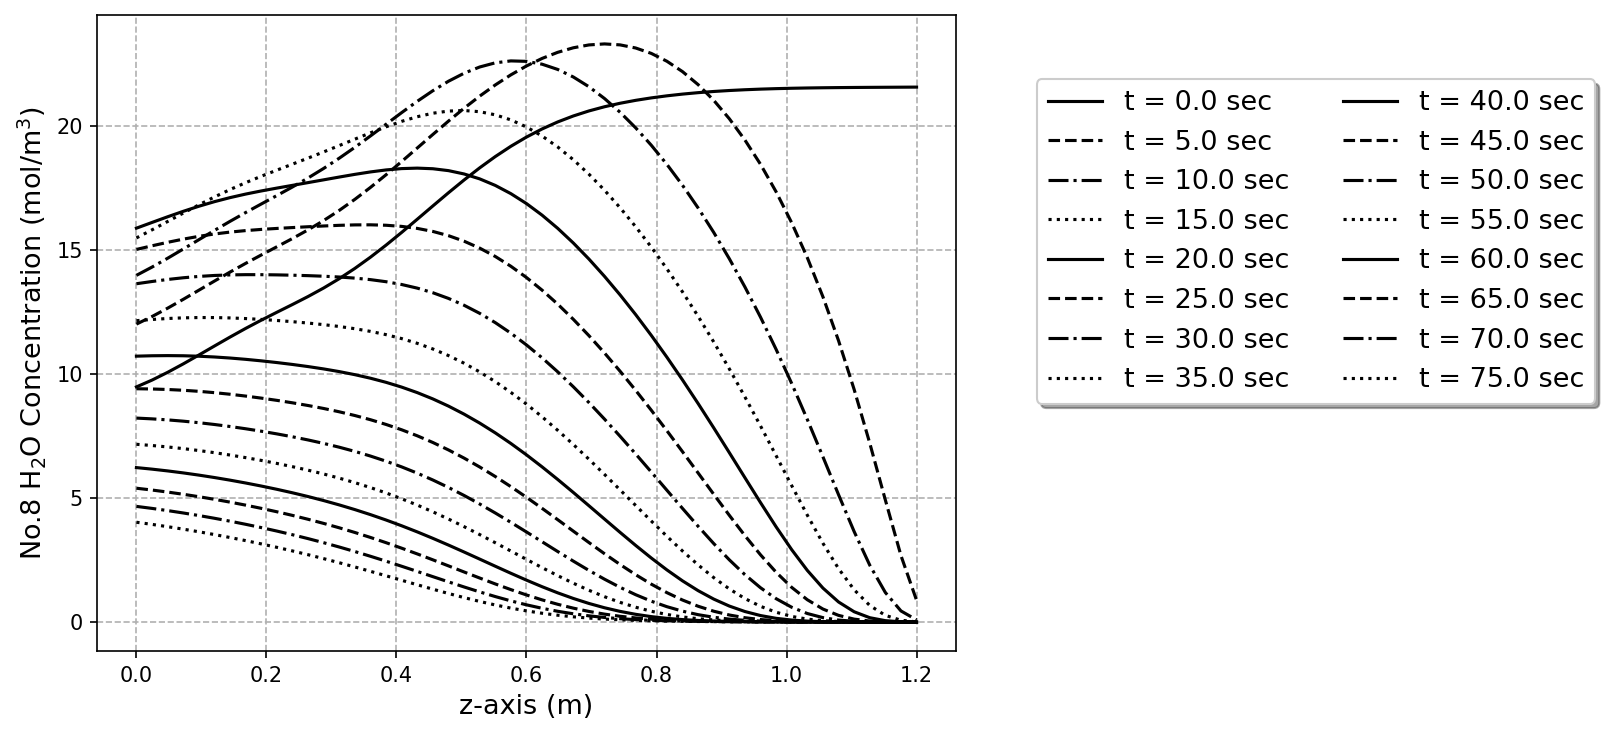 No.8 H₂O Concentration (mol/m³)
20
15
10
5
0
0.0 0.2 0.4 0.6 0.8 1.0 1.2
z-axis (m)
t = 0.0 sec
t = 5.0 sec
t = 10.0 sec
t = 15.0 sec
t = 20.0 sec
t = 25.0 sec
t = 30.0 sec
t = 35.0 sec
t = 40.0 sec
t = 45.0 sec
t = 50.0 sec
t = 55.0 sec
t = 60.0 sec
t = 65.0 sec
t = 70.0 sec
t = 75.0 sec